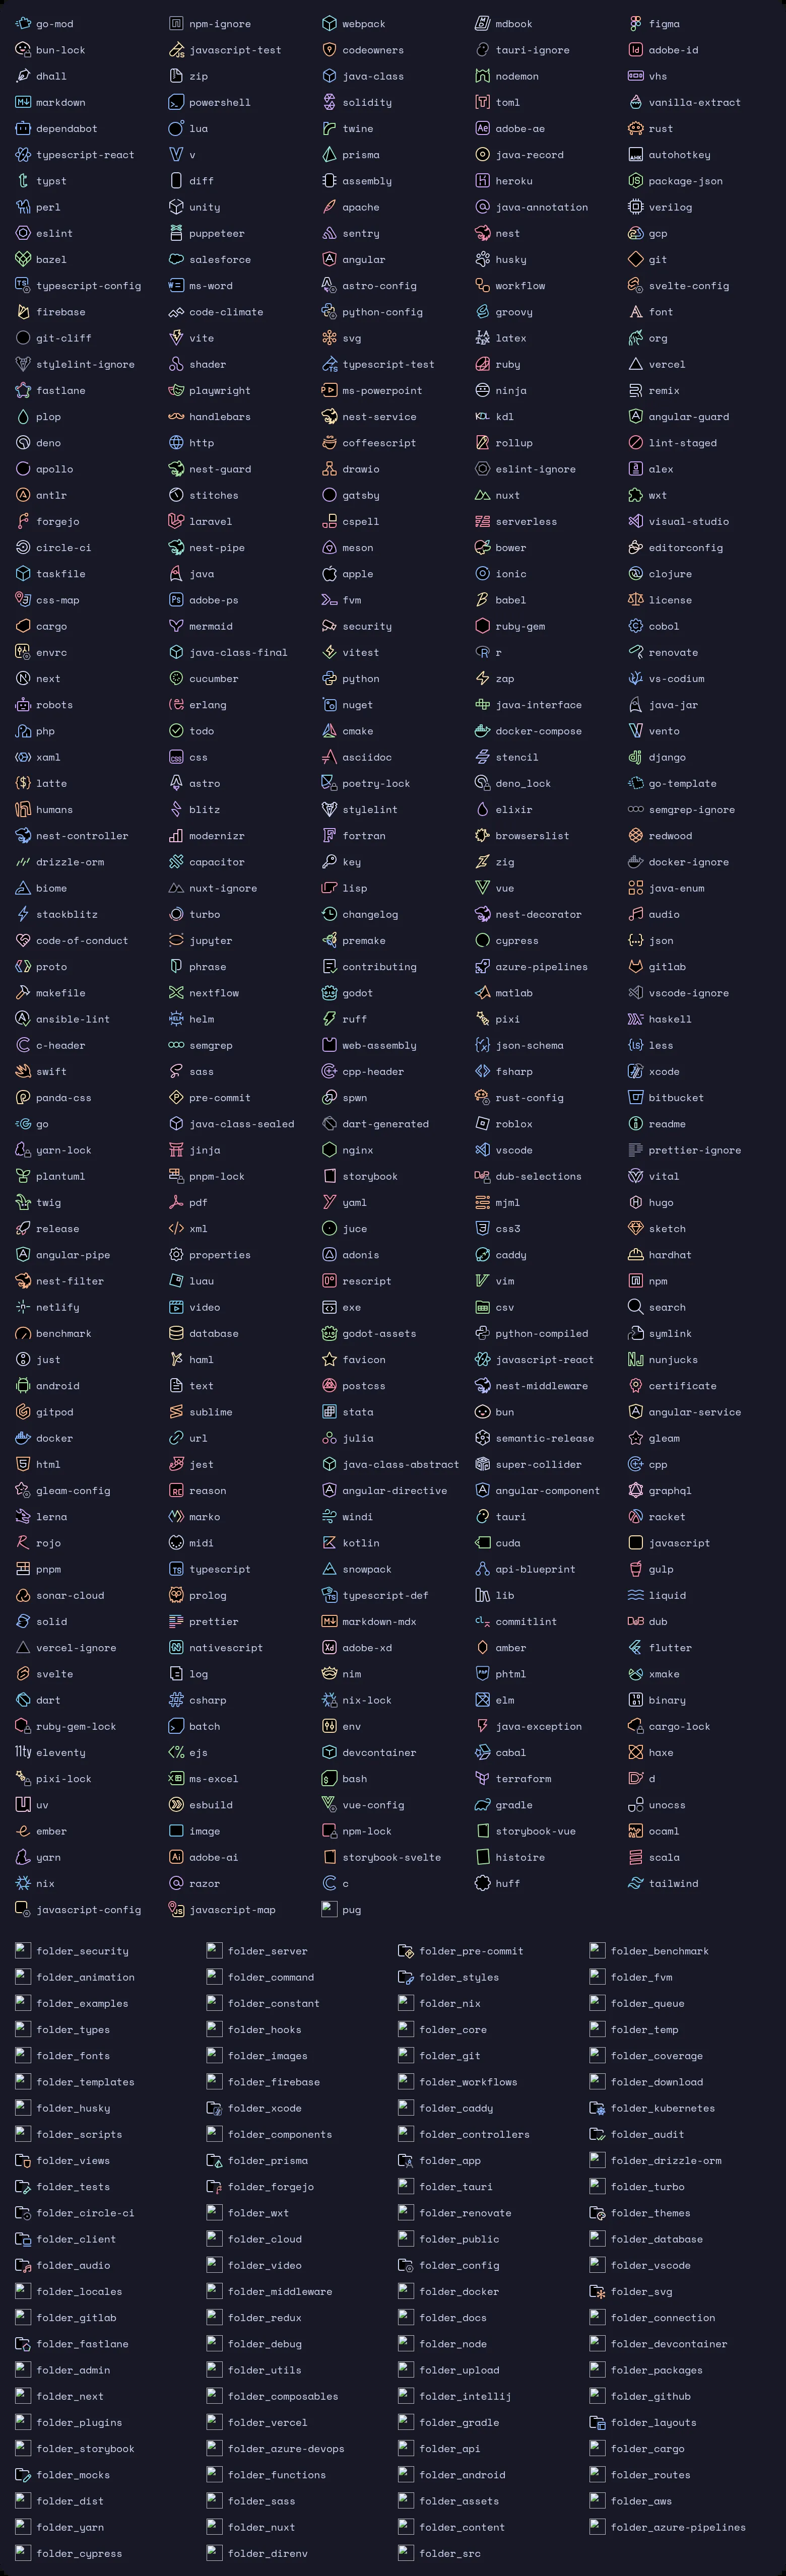 go-mod npm-ignore webpack mdbook figma
bun-lock javascript-test codeowners tauri-ignore adobe-id
dhall zip java-class nodemon vhs
markdown powershell solidity toml vanilla-extract
dependabot lua twine adobe-ae rust
typescript-react v prisma java-record autohotkey
typst diff assembly heroku package-json
perl unity apache java-annotation verilog
eslint puppeteer sentry nest gcp
bazel salesforce angular husky git
typescript-config ms-word astro-config workflow svelte-config
firebase code-climate python-config groovy font
git-cliff vite svg latex org
stylelint-ignore shader typescript-test ruby vercel
fastlane playwright ms-powerpoint ninja remix
plop handlebars nest-service kdl angular-guard
deno http coffeescript rollup lint-staged
apollo nest-guard drawio eslint-ignore alex
antlr stitches gatsby nuxt wxt
forgejo laravel cspell serverless visual-studio
circle-ci nest-pipe meson bower editorconfig
taskfile java apple ionic clojure
css-map adobe-ps fvm babel license
cargo mermaid security ruby-gem cobol
envrc java-class-final vitest r renovate
next cucumber python zap vs-codium
robots erlang nuget java-interface java-jar
php todo cmake docker-compose vento
xaml css asciidoc stencil django
latte astro poetry-lock deno_lock go-template
humans blitz stylelint elixir semgrep-ignore
nest-controller modernizr fortran browserslist redwood
drizzle-orm capacitor key zig docker-ignore
biome nuxt-ignore lisp vue java-enum
stackblitz turbo changelog nest-decorator audio
code-of-conduct jupyter premake cypress json
proto phrase contributing azure-pipelines gitlab
makefile nextflow godot matlab vscode-ignore
ansible-lint helm ruff pixi haskell
c-header semgrep web-assembly json-schema less
swift sass cpp-header fsharp xcode
panda-css pre-commit spwn rust-config bitbucket
go java-class-sealed dart-generated roblox readme
yarn-lock jinja nginx vscode prettier-ignore
plantuml pnpm-lock storybook dub-selections vital
twig pdf yaml mjml hugo
release xml juce css3 sketch
angular-pipe properties adonis caddy hardhat
nest-filter luau rescript vim npm
netlify video exe csv search
benchmark database godot-assets python-compiled symlink
just haml favicon javascript-react nunjucks
android text postcss nest-middleware certificate
gitpod sublime stata bun angular-service
docker url julia semantic-release gleam
html jest java-class-abstract super-collider cpp
gleam-config reason angular-directive angular-component graphql
lerna marko windi tauri racket
rojo midi kotlin cuda javascript
pnpm typescript snowpack api-blueprint gulp
sonar-cloud prolog typescript-def lib liquid
solid prettier markdown-mdx commitlint dub
vercel-ignore nativescript adobe-xd amber flutter
svelte log nim phtml xmake
dart csharp nix-lock elm binary
ruby-gem-lock batch env java-exception cargo-lock
eleventy ejs devcontainer cabal haxe
pixi-lock ms-excel bash terraform d
uv esbuild vue-config gradle unocss
ember image npm-lock storybook-vue ocaml
yarn adobe-ai storybook-svelte histoire scala
nix razor c huff tailwind
javascript-config javascript-map pug
folder_security folder_server folder_pre-commit folder_benchmark
folder_animation folder_command folder_styles folder_fvm
folder_examples folder_constant folder_nix folder_queue
folder_types folder_hooks folder_core folder_temp
folder_fonts folder_images folder_git folder_coverage
folder_templates folder_firebase folder_workflows folder_download
folder_husky folder_xcode folder_caddy folder_kubernetes
folder_scripts folder_components folder_controllers folder_audit
folder_views folder_prisma folder_app folder_drizzle-orm
folder_tests folder_forgejo folder_tauri folder_turbo
folder_circle-ci folder_wxt folder_renovate folder_themes
folder_client folder_cloud folder_public folder_database
folder_audio folder_video folder_config folder_vscode
folder_locales folder_middleware folder_docker folder_svg
folder_gitlab folder_redux folder_docs folder_connection
folder_fastlane folder_debug folder_node folder_devcontainer
folder_admin folder_utils folder_upload folder_packages
folder_next folder_composables folder_intellij folder_github
folder_plugins folder_vercel folder_gradle folder_layouts
folder_storybook folder_azure-devops folder_api folder_cargo
folder_mocks folder_functions folder_android folder_routes
folder_dist folder_sass folder_assets folder_aws
folder_yarn folder_nuxt folder_content folder_azure-pipelines
folder_cypress folder_direnv folder_src